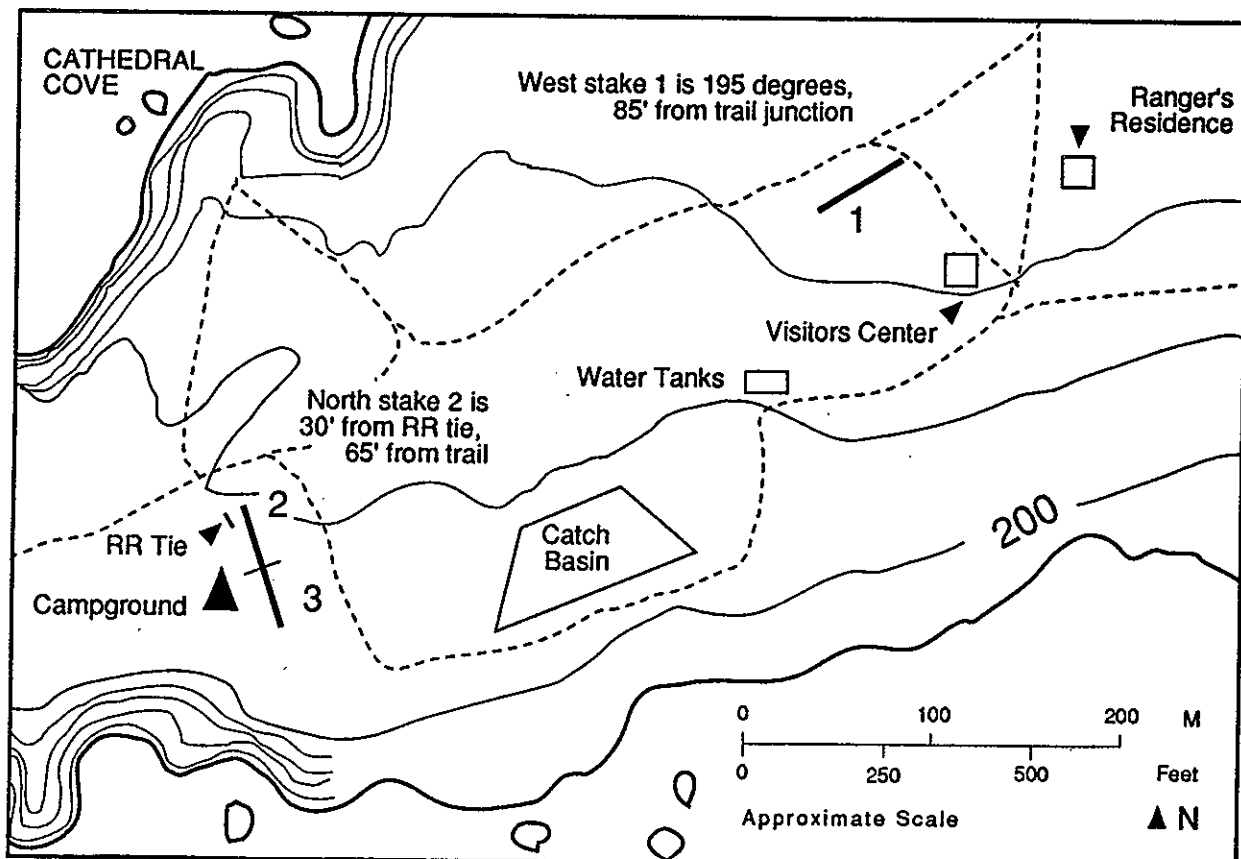 CATHEDRAL
COVE
West stake 1 is 195 degrees,
85' from trail junction
Ranger's
Residence
1
Visitors Center
Water Tanks
North stake 2 is
30' from RR tie,
65' from trail
2
RR Tie
Catch
Basin
200
Campground
3
0 100 200 M
0 250 500 Feet
Approximate Scale
N